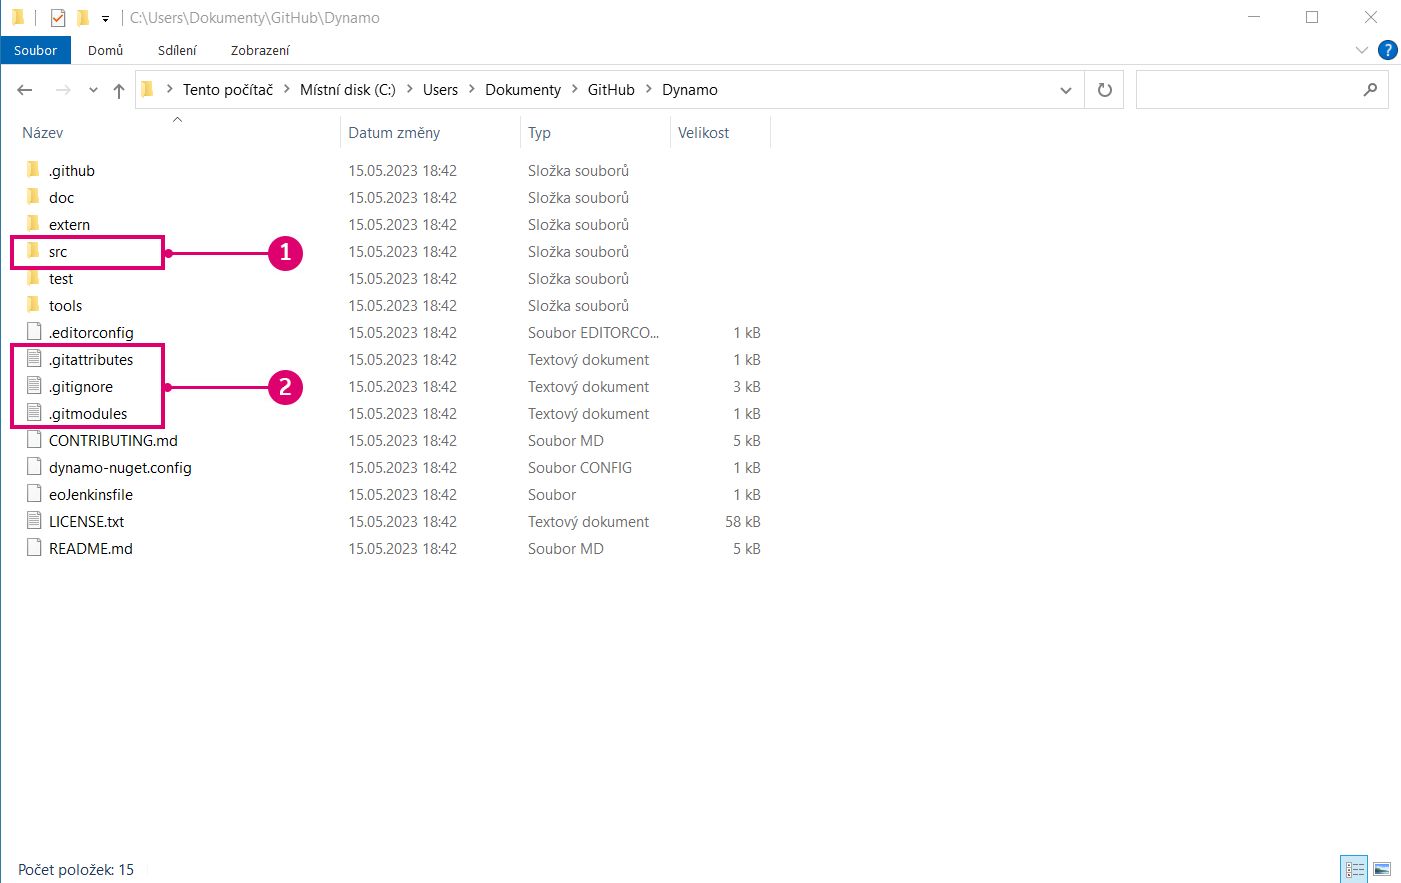 C:\Users\Dokumenty\GitHub\Dynamo
Soubor Domů Sdílení Zobrazení ?
Tento počítač Místní disk (C:) Users Dokumenty GitHub Dynamo
Název Datum změny Typ Velikost
.github 15.05.2023 18:42 Složka souborů
doc 15.05.2023 18:42 Složka souborů
extern 15.05.2023 18:42 Složka souborů
src 1 15.05.2023 18:42 Složka souborů
test 15.05.2023 18:42 Složka souborů
tools 15.05.2023 18:42 Složka souborů
.editorconfig 15.05.2023 18:42 Soubor EDITORCO... 1 kB
.gitattributes 15.05.2023 18:42 Textový dokument 1 kB
.gitignore 2 15.05.2023 18:42 Textový dokument 3 kB
.gitmodules 15.05.2023 18:42 Textový dokument 1 kB
CONTRIBUTING.md 15.05.2023 18:42 Soubor MD 5 kB
dynamo-nuget.config 15.05.2023 18:42 Soubor CONFIG 1 kB
eoJenkinsfile 15.05.2023 18:42 Soubor 1 kB
LICENSE.txt 15.05.2023 18:42 Textový dokument 58 kB
README.md 15.05.2023 18:42 Soubor MD 5 kB
Počet položek: 15